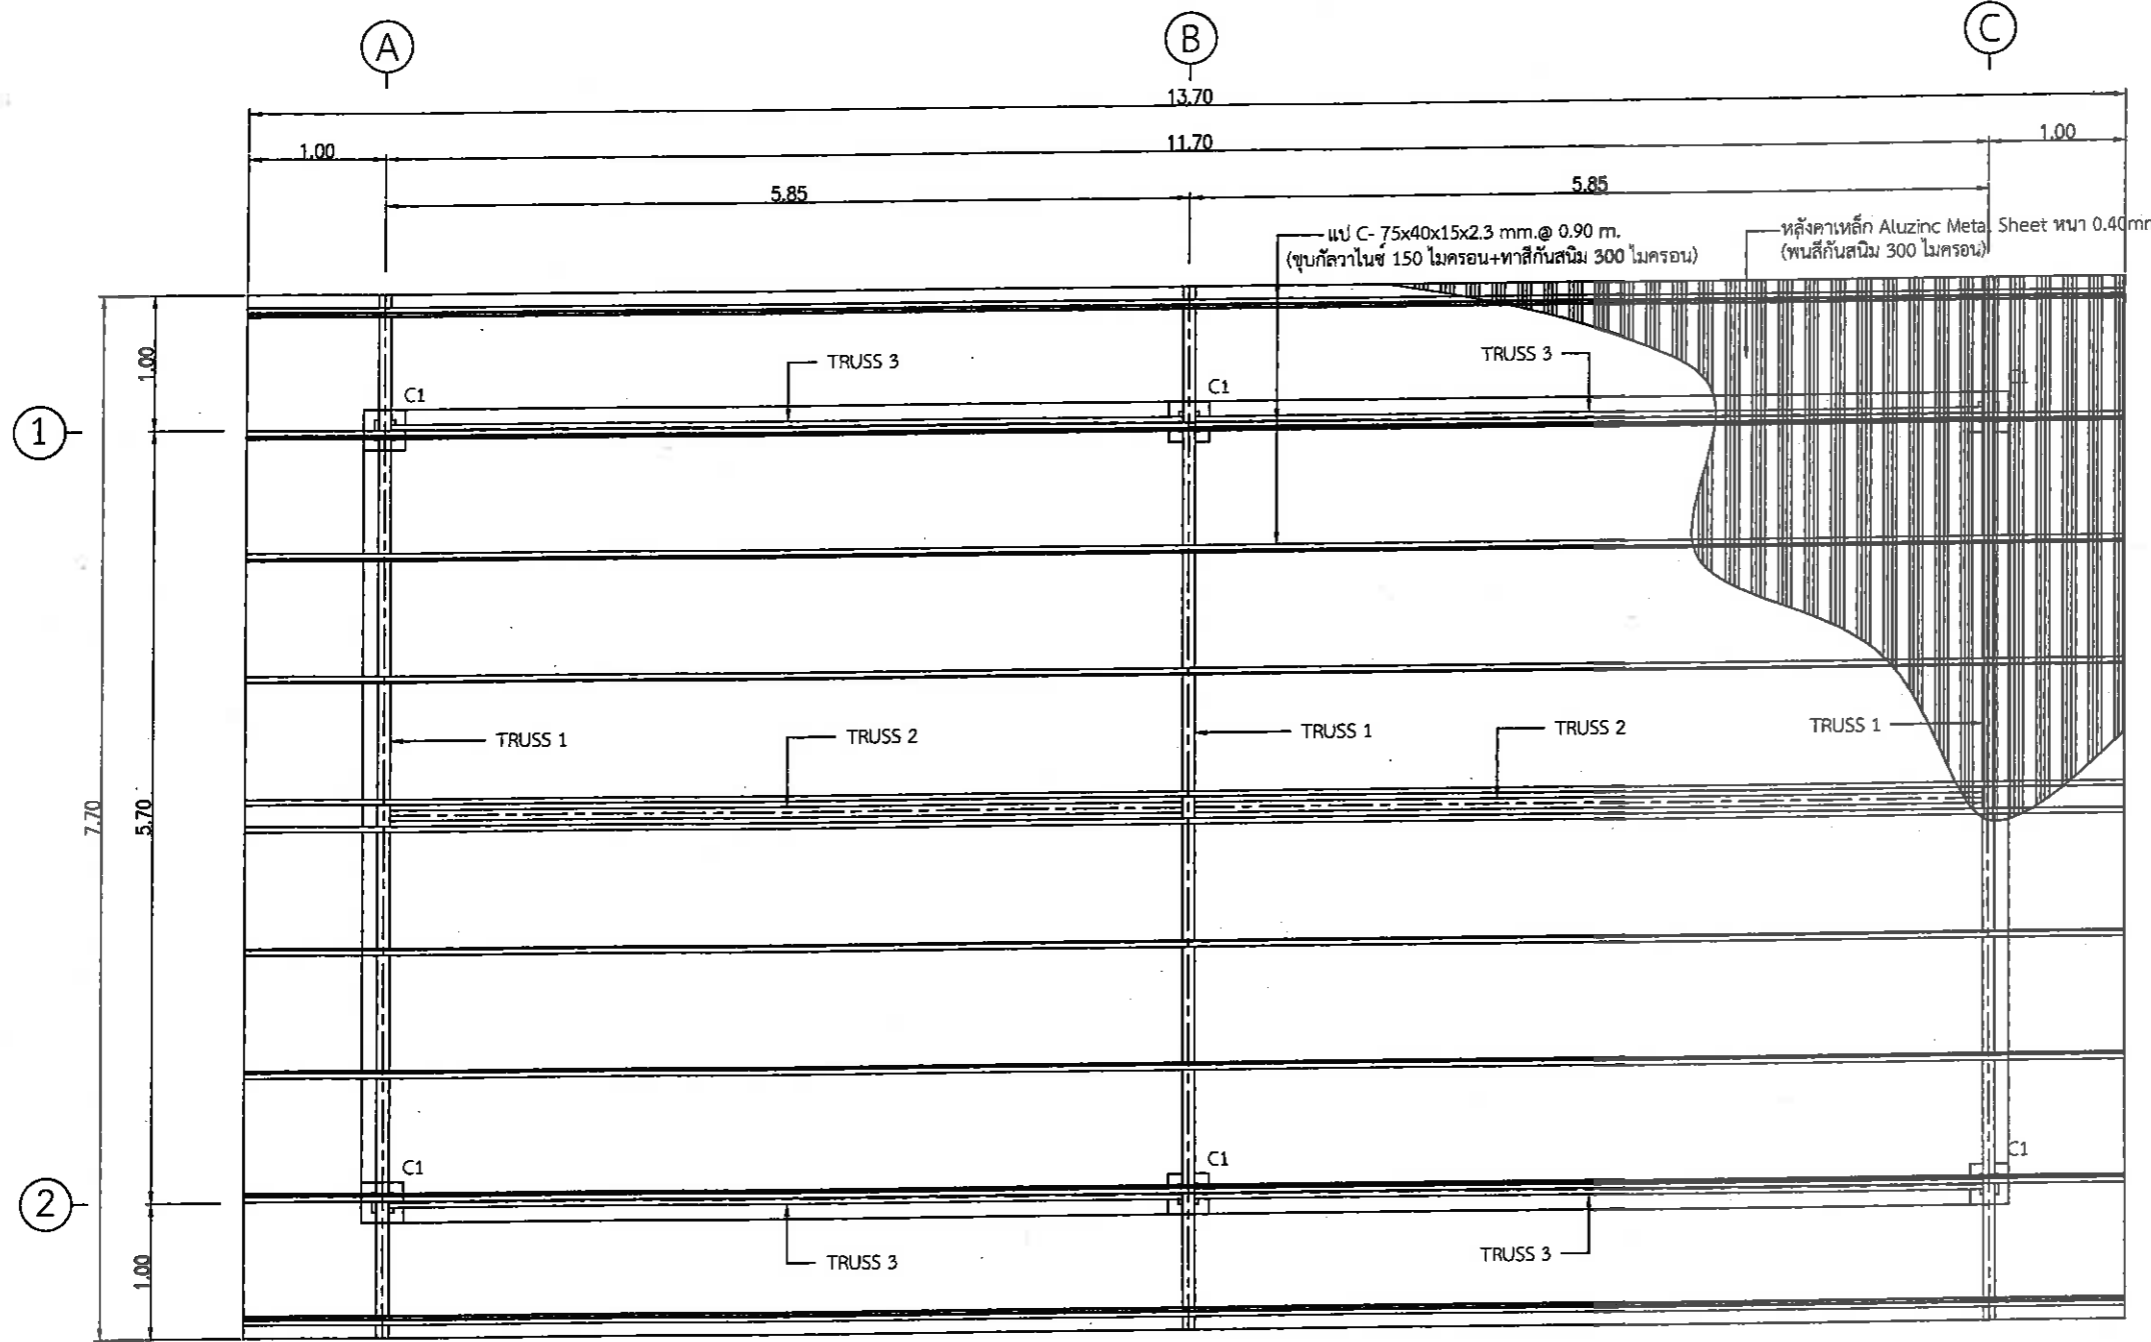 A
B
C
13.70
1.00
11.70
1.00
5.85
5.85
แป C- 75x40x15x2.3 mm.@ 0.90 m.
(ชุบกัลวาไนซ์ 150 ไมครอน+ทาสีกันสนิม 300 ไมครอน)
หลังคาเหล็ก Aluzinc Metal Sheet หนา 0.40mm
(พ่นสีกันสนิม 300 ไมครอน)
1.00
TRUSS 3
TRUSS 3
C1
C1
C1
1
TRUSS 1
TRUSS 2
TRUSS 1
TRUSS 2
TRUSS 1
7.70
5.70
C1
C1
C1
2
TRUSS 3
TRUSS 3
1.00